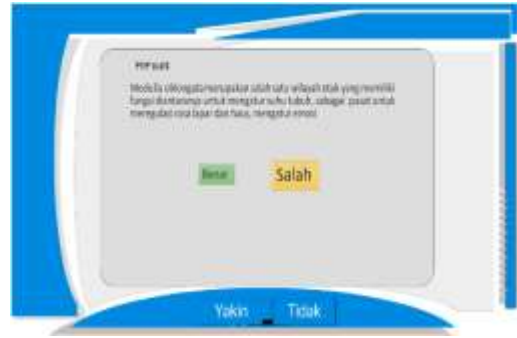 POP QUIZ
Medulla oblongata merupakan salah satu wilayah otak yang memiliki
fungsi diantaranya untuk mengatur suhu tubuh, sebagai pusat untuk
meregulasi rasa lapar dan haus, mengatur emosi
Benar Salah
Yakin Tidak